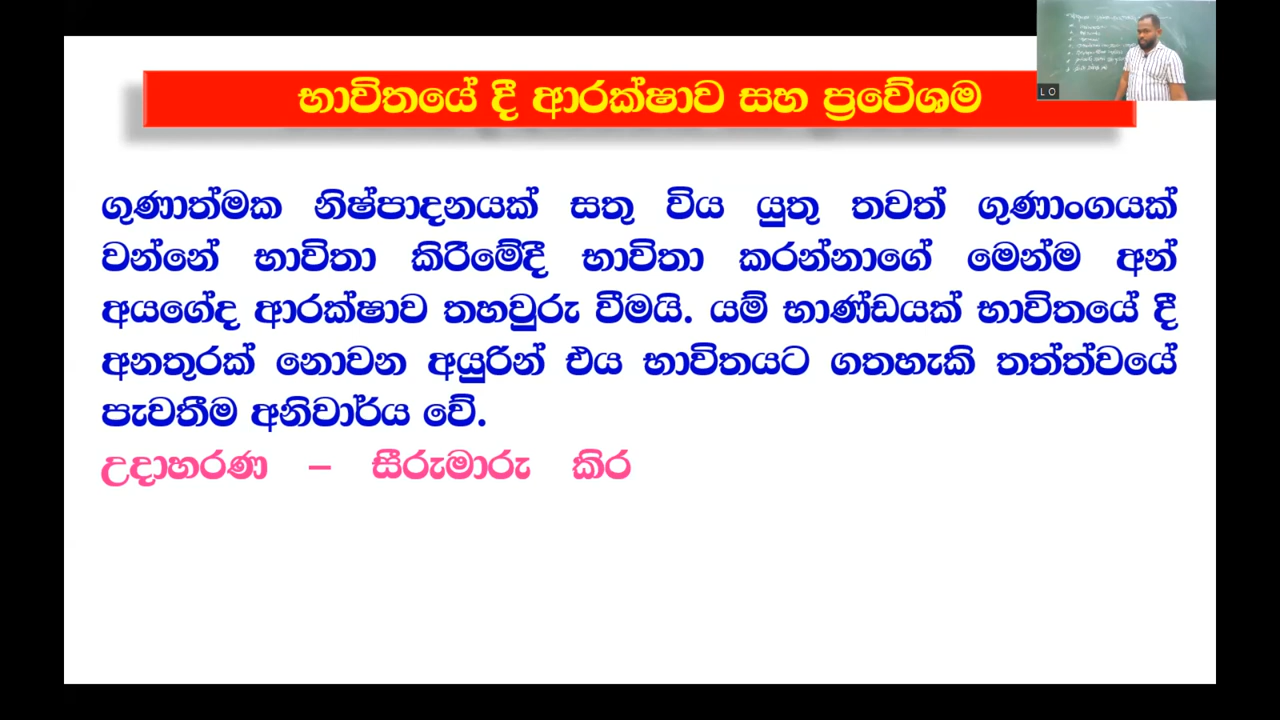 භාවිතයේ දී ආරක්ෂාව සහ ප්‍රවේශම
ගුණාත්මක නිෂ්පාදනයක් සතු විය යුතු තවත් ගුණාංගයක්
වන්නේ භාවිතා කිරීමේදී භාවිතා කරන්නාගේ මෙන්ම අන්
අයගේද ආරක්ෂාව තහවුරු වීමයි. යම් භාණ්ඩයක් භාවිතයේ දී
අනතුරක් නොවන අයුරින් එය භාවිතයට ගතහැකි තත්ත්වයේ
පැවතීම අනිවාර්ය වේ.
උදාහරණ – සීරුමාරු කිර
L O